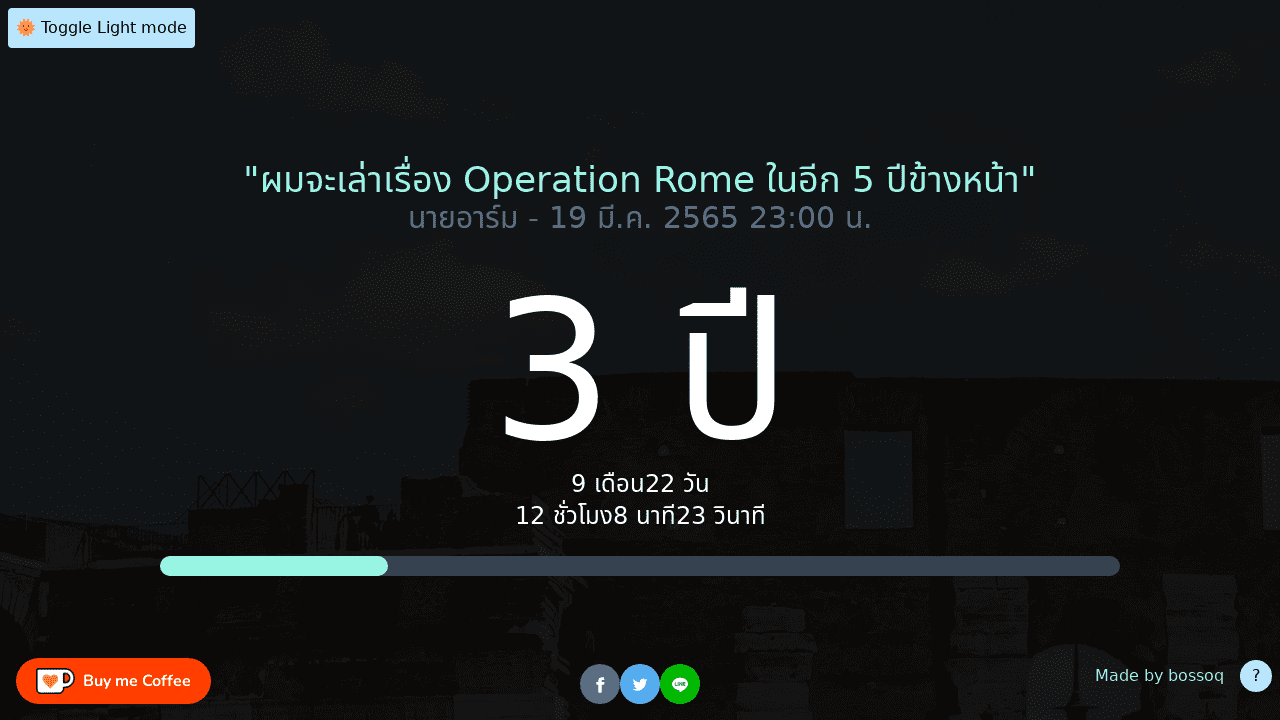 🌞 Toggle Light mode
"ผมจะเล่าเรื่อง Operation Rome ในอีก 5 ปีข้างหน้า"
นายอาร์ม - 19 มี.ค. 2565 23:00 น.
3 ปี
9 เดือน22 วัน
12 ชั่วโมง8 นาที23 วินาที
Buy me Coffee
LINE
Made by bossoq
?